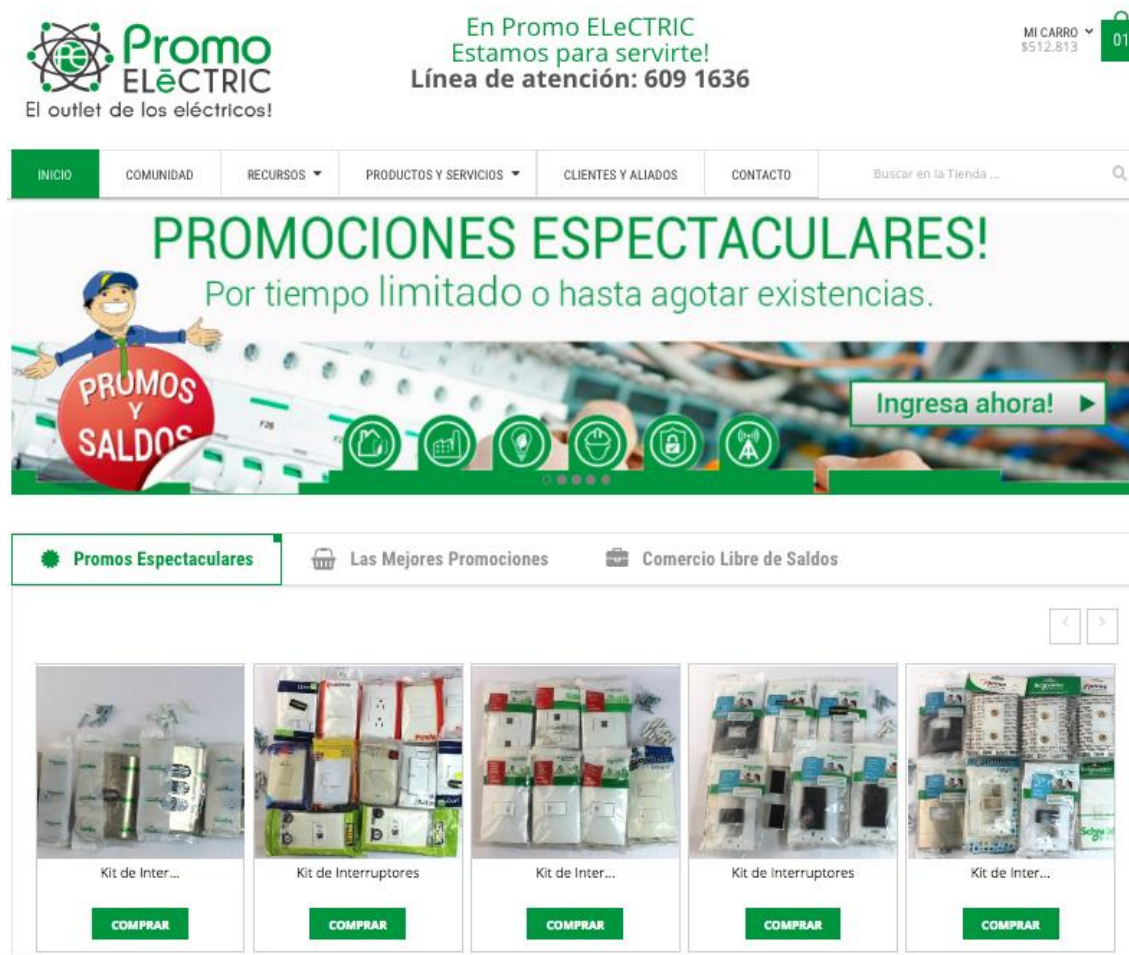 Promo
ELēCTRIC
El outlet de los eléctricos!
En Promo ELeCTRIC
Estamos para servirte!
Línea de atención: 609 1636
MI CARRO
$512.813
01
INICIO
COMUNIDAD
RECURSOS
PRODUCTOS Y SERVICIOS
CLIENTES Y ALIADOS
CONTACTO
Buscar en la Tienda ...
PROMOCIONES ESPECTACULARES!
Por tiempo limitado o hasta agotar existencias.
PROMOS
Y
SALDOS
F26
Ingresa ahora!
Promos Espectaculares
Las Mejores Promociones
Comercio Libre de Saldos
Kit de Inter...
Kit de Interruptores
Kit de Inter...
Kit de Interruptores
Kit de Inter...
COMPRAR
COMPRAR
COMPRAR
COMPRAR
COMPRAR